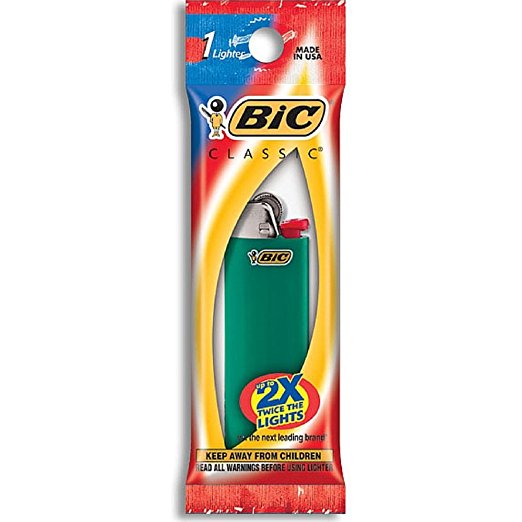 1
Lighter
MADE
IN USA
BIC®
CLASSIC®
BIC
up to
2X
TWICE THE
LIGHTS
the next leading brand*
KEEP AWAY FROM CHILDREN
READ ALL WARNINGS BEFORE USING LIGHTER